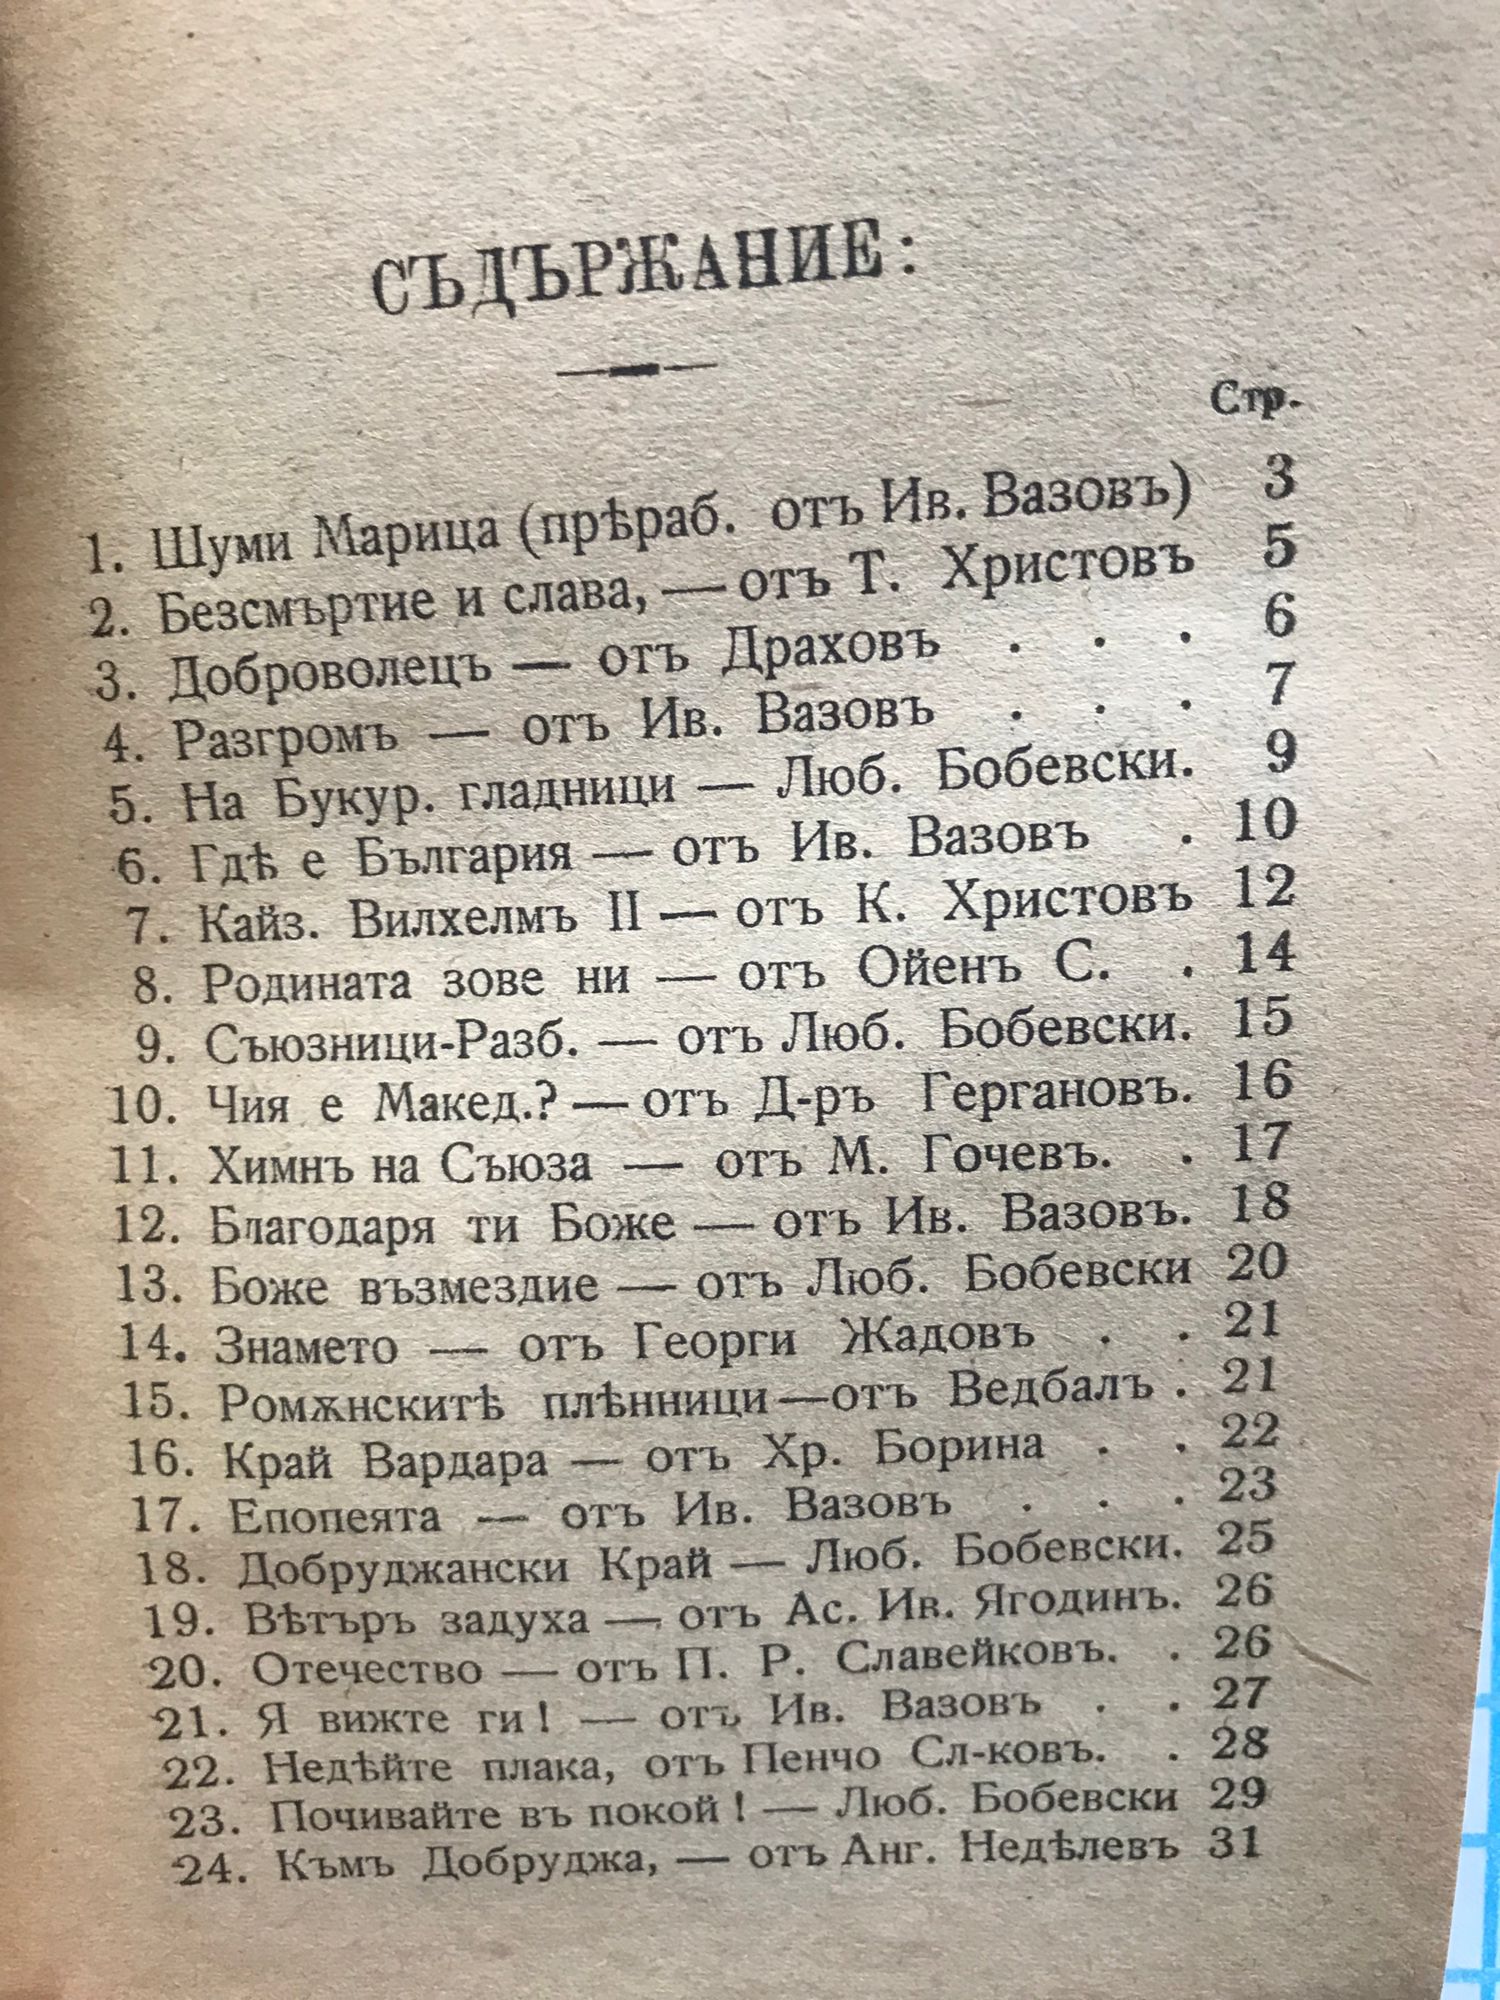 СЪДЪРЖАНИЕ:
Стр.
1. Шуми Марица (прѣраб. отъ Ив. Вазовъ) 3
2. Безсмъртие и слава, — отъ Т. Христовъ 5
3. Доброволецъ — отъ Драховъ . . . 6
4. Разгромъ — отъ Ив. Вазовъ . . . 7
5. На Букур. гладници — Люб. Бобевски. 9
6. Гдѣ е България — отъ Ив. Вазовъ . 10
7. Кайз. Вилхелмъ II — отъ К. Христовъ 12
8. Родината зове ни — отъ Ойенъ С. . 14
9. Съюзници-Разб. — отъ Люб. Бобевски. 15
10. Чия е Макед.? — отъ Д-ръ Гергановъ. 16
11. Химнъ на Съюза — отъ М. Гочевъ. . 17
12. Благодаря ти Боже — отъ Ив. Вазовъ. 18
13. Боже възмездие — отъ Люб. Бобевски 20
14. Знамето — отъ Георги Жадовъ . . 21
15. Ромѫнскитѣ плѣнници — отъ Ведбалъ . 21
16. Край Вардара — отъ Хр. Борина . . 22
17. Епопеята — отъ Ив. Вазовъ . . . 23
18. Добруджански Край — Люб. Бобевски. 25
19. Вѣтъръ задуха — отъ Ас. Ив. Ягодинъ. 26
20. Отечество — отъ П. Р. Славейковъ. . 26
21. Я вижте ги! — отъ Ив. Вазовъ . . 27
22. Недѣйте плака, отъ Пенчо Сл-ковъ. . 28
23. Почивайте въ покой! — Люб. Бобевски 29
24. Къмъ Добруджа, — отъ Анг. Недѣлевъ 31